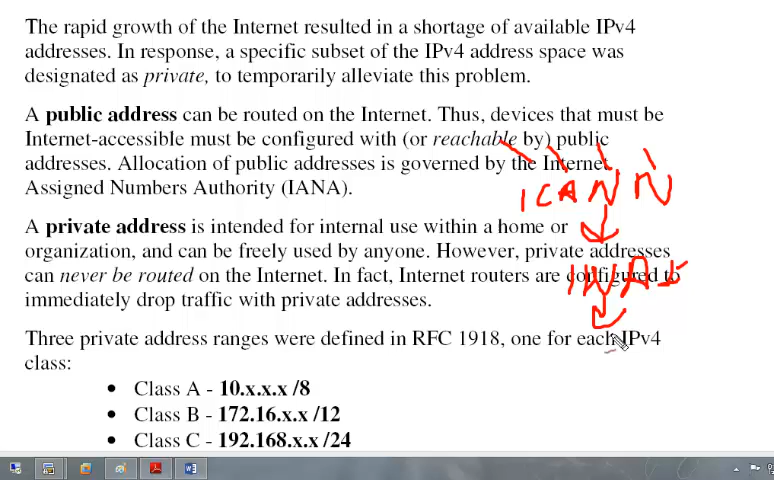 The rapid growth of the Internet resulted in a shortage of available IPv4
addresses. In response, a specific subset of the IPv4 address space was
designated as private, to temporarily alleviate this problem.
A public address can be routed on the Internet. Thus, devices that must be
Internet-accessible must be configured with (or reachable by) public
addresses. Allocation of public addresses is governed by the Internet
Assigned Numbers Authority (IANA).
ICANN
A private address is intended for internal use within a home or
organization, and can be freely used by anyone. However, private addresses
can never be routed on the Internet. In fact, Internet routers are configured to
immediately drop traffic with private addresses.
Three private address ranges were defined in RFC 1918, one for each IPv4
class:
• Class A - 10.x.x.x /8
• Class B - 172.16.x.x /12
• Class C - 192.168.x.x /24